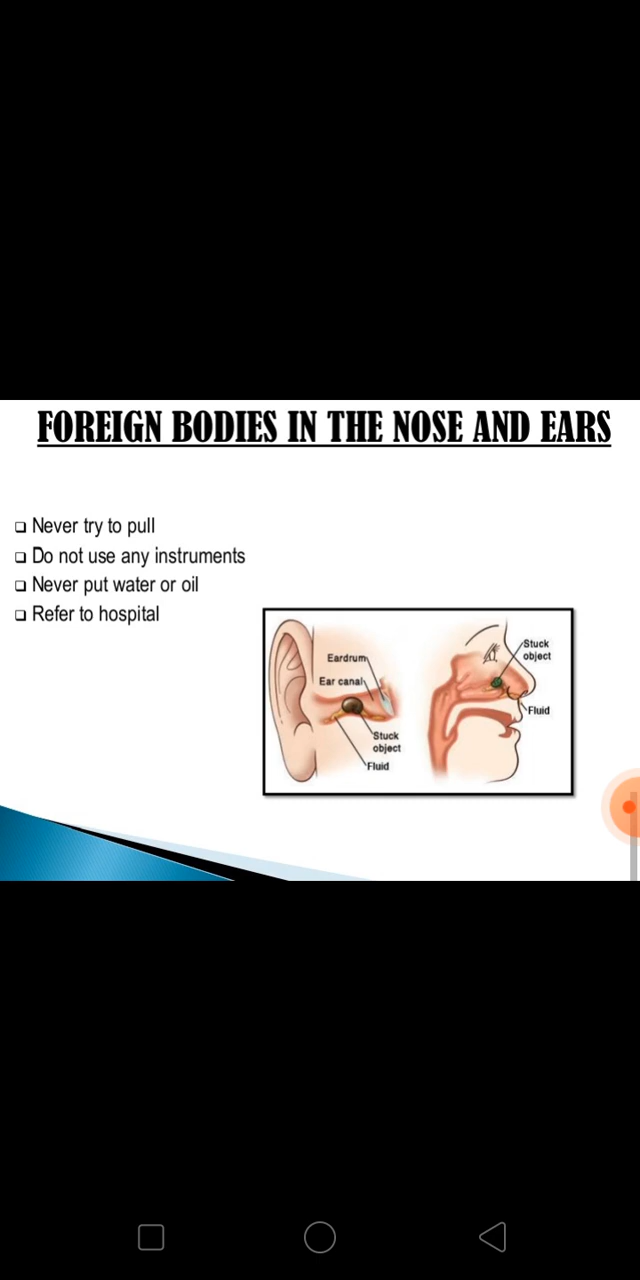 FOREIGN BODIES IN THE NOSE AND EARS
Never try to pull
Do not use any instruments
Never put water or oil
Refer to hospital
Eardrum
Ear canal
Stuck
object
Fluid
Stuck
object
Fluid